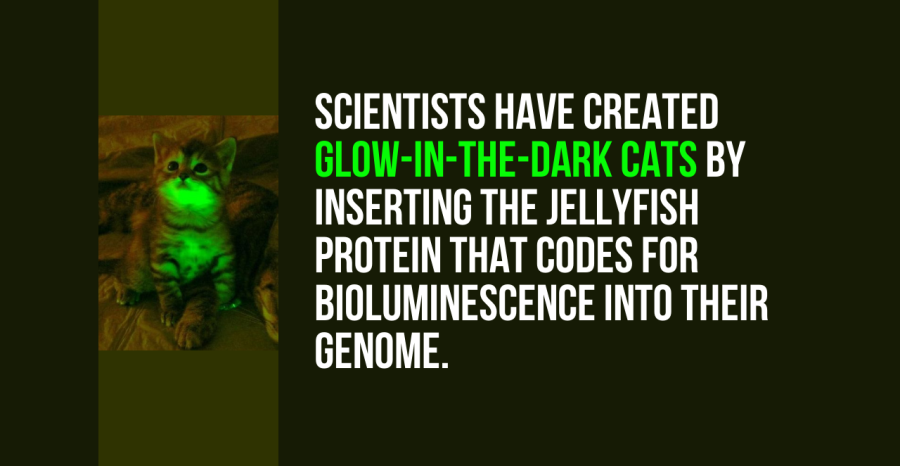 SCIENTISTS HAVE CREATED
GLOW-IN-THE-DARK CATS BY
INSERTING THE JELLYFISH
PROTEIN THAT CODES FOR
BIOLUMINESCENCE INTO THEIR
GENOME.